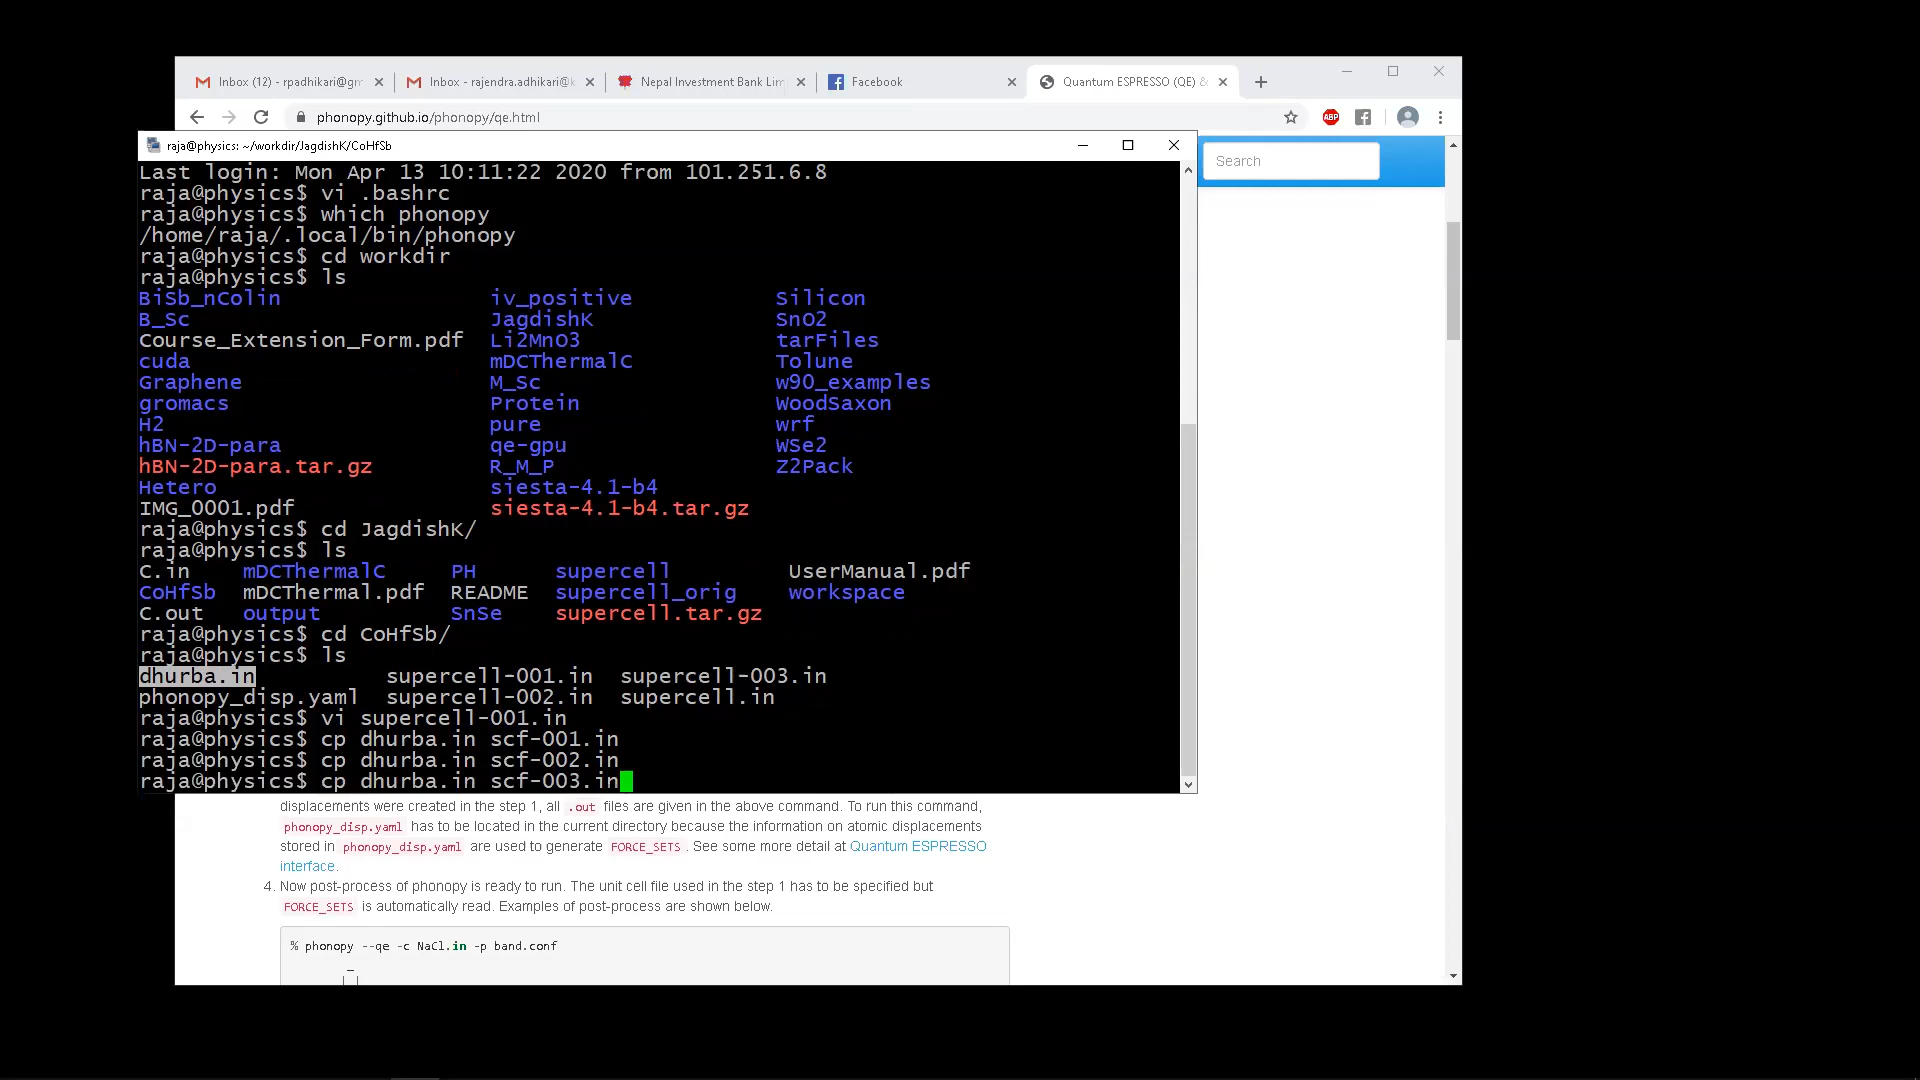 Inbox (12) - rpadhikari@gm
Inbox - rajendra.adhikari@k
Nepal Investment Bank Lim
Facebook
Quantum ESPRESSO (QE) &
phonopy.github.io/phonopy/qe.html
ABP
raja@physics: ~/workdir/JagdishK/CoHfSb
Search
Last login: Mon Apr 13 10:11:22 2020 from 101.251.6.8
raja@physics$ vi .bashrc
raja@physics$ which phonopy
/home/raja/.local/bin/phonopy
raja@physics$ cd workdir
raja@physics$ ls
BiSb_nColin iv_positive Silicon
B_Sc JagdishK SnO2
Course_Extension_Form.pdf Li2MnO3 tarFiles
cuda mDCThermalC Tolune
Graphene M_Sc w90_examples
gromacs Protein WoodSaxon
H2 pure wrf
hBN-2D-para qe-gpu WSe2
hBN-2D-para.tar.gz R_M_P Z2Pack
Hetero siesta-4.1-b4
IMG_0001.pdf siesta-4.1-b4.tar.gz
raja@physics$ cd JagdishK/
raja@physics$ ls
C.in mDCThermalC PH supercell UserManual.pdf
CoHfSb mDCThermal.pdf README supercell_orig workspace
C.out output SnSe supercell.tar.gz
raja@physics$ cd CoHfSb/
raja@physics$ ls
dhurba.in supercell-001.in supercell-003.in
phonopy_disp.yaml supercell-002.in supercell.in
raja@physics$ vi supercell-001.in
raja@physics$ cp dhurba.in scf-001.in
raja@physics$ cp dhurba.in scf-002.in
raja@physics$ cp dhurba.in scf-003.in
displacements were created in the step 1, all .out files are given in the above command. To run this command,
phonopy_disp.yaml has to be located in the current directory because the information on atomic displacements
stored in phonopy_disp.yaml are used to generate FORCE_SETS . See some more detail at Quantum ESPRESSO
interface.
4. Now post-process of phonopy is ready to run. The unit cell file used in the step 1 has to be specified but
FORCE_SETS is automatically read. Examples of post-process are shown below.
% phonopy --qe -c NaCl.in -p band.conf